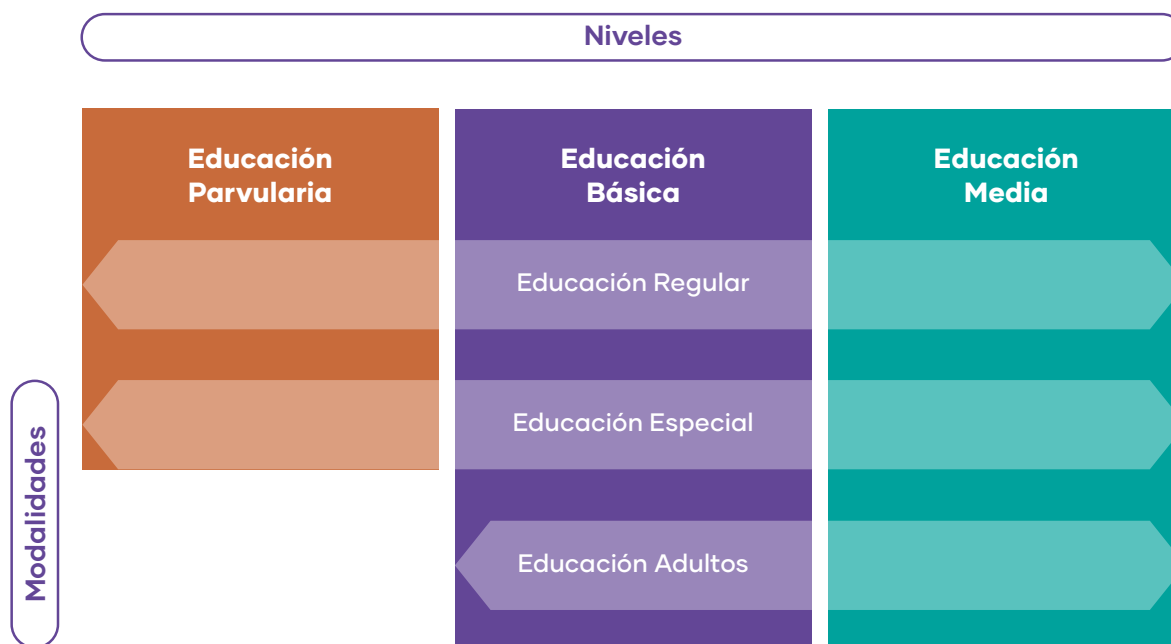 Niveles
Educación
Parvularia
Educación
Básica
Educación
Media
Educación Regular
Educación Especial
Educación Adultos
Modalidades